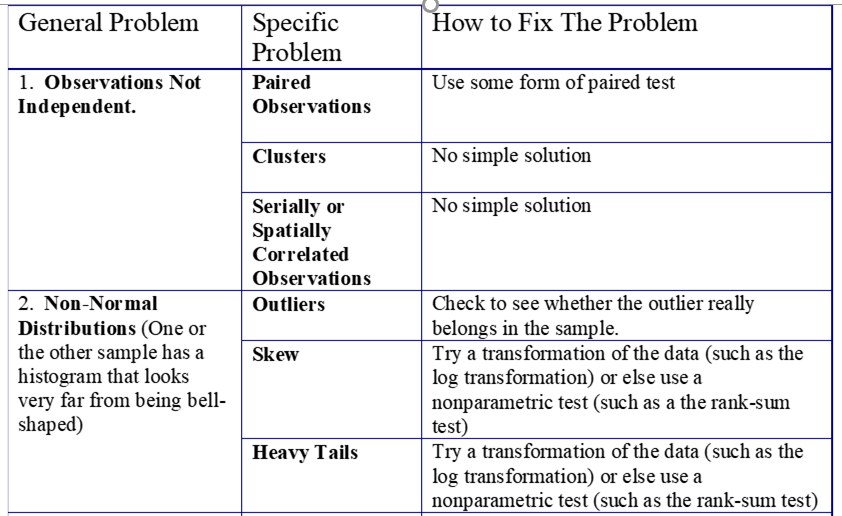 General Problem
Specific
Problem
How to Fix The Problem
1. Observations Not
Independent.
Paired
Observations
Use some form of paired test
Clusters
No simple solution
Serially or
Spatially
Correlated
Observations
No simple solution
2. Non-Normal
Distributions (One or
the other sample has a
histogram that looks
very far from being bell-
shaped)
Outliers
Check to see whether the outlier really
belongs in the sample.
Skew
Try a transformation of the data (such as the
log transformation) or else use a
nonparametric test (such as a the rank-sum
test)
Heavy Tails
Try a transformation of the data (such as the
log transformation) or else use a
nonparametric test (such as the rank-sum test)